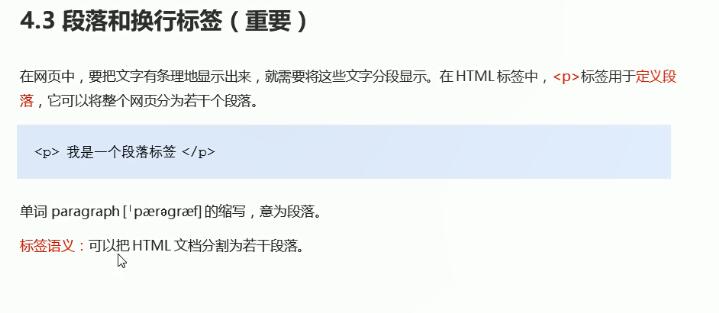 4.3 段落和换行标签（重要）
在网页中，要把文字有条理地显示出来，就需要将这些文字分段显示。在 HTML 标签中，<p>标签用于定义段
落，它可以将整个网页分为若干个段落。
<p> 我是一个段落标签 </p>
单词 paragraph [ˈpærəgræf] 的缩写，意为段落。
标签语义：可以把 HTML 文档分割为若干段落。